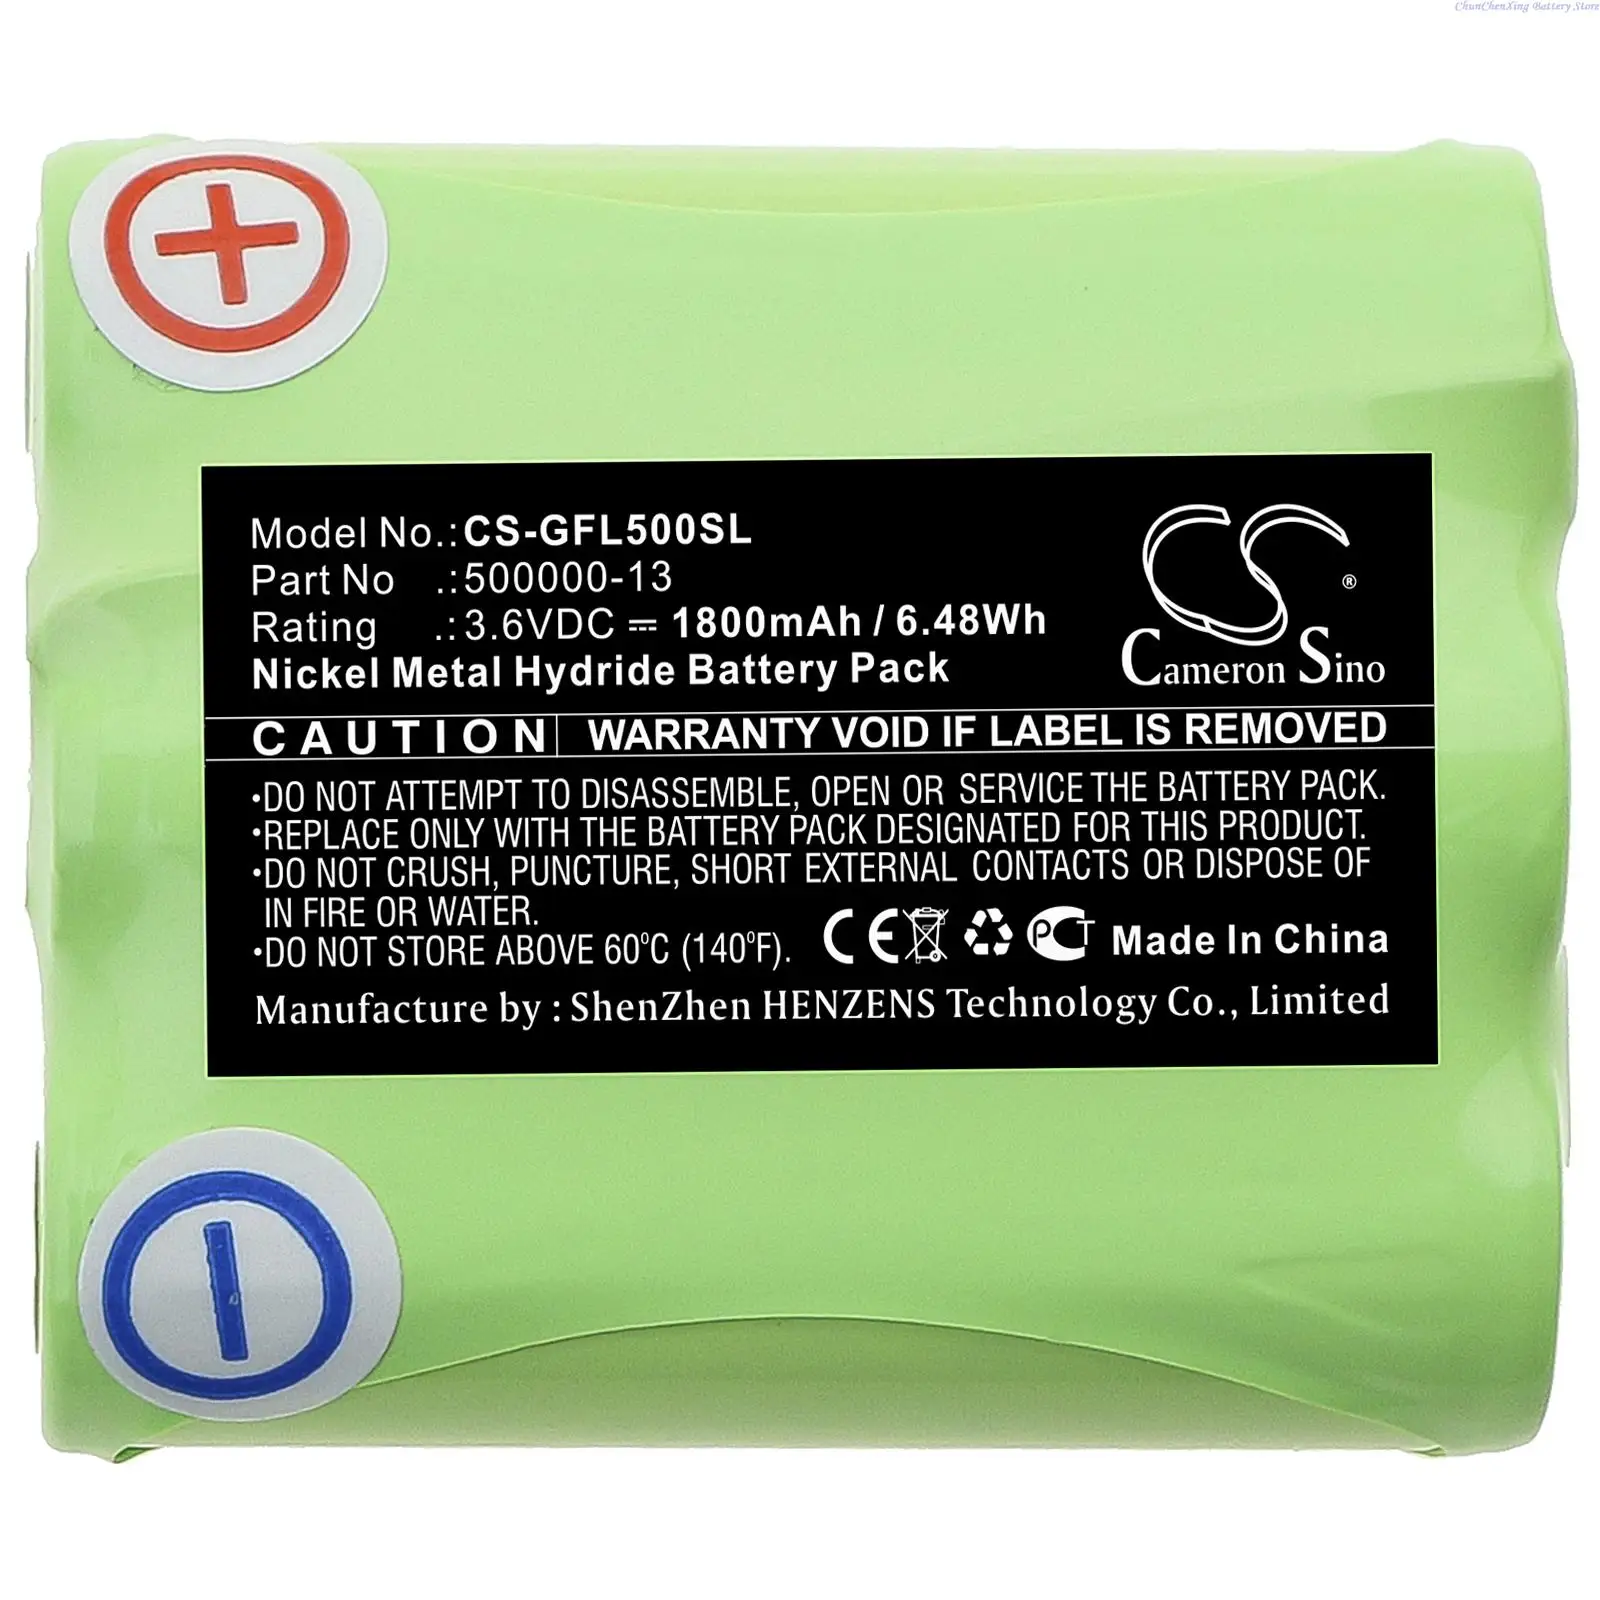 ChunChenXing Battery Store
Model No.:CS-GFL500SL
Part No .:500000-13
Rating .:3.6VDC ⎓ 1800mAh / 6.48Wh
Nickel Metal Hydride Battery Pack
CS®
Cameron Sino
CAUTION WARRANTY VOID IF LABEL IS REMOVED
•DO NOT ATTEMPT TO DISASSEMBLE, OPEN OR SERVICE THE BATTERY PACK.
•REPLACE ONLY WITH THE BATTERY PACK DESIGNATED FOR THIS PRODUCT.
•DO NOT CRUSH, PUNCTURE, SHORT EXTERNAL CONTACTS OR DISPOSE OF
IN FIRE OR WATER.
•DO NOT STORE ABOVE 60°C (140°F).
CE PCT Made In China
Manufacture by : ShenZhen HENZENS Technology Co., Limited